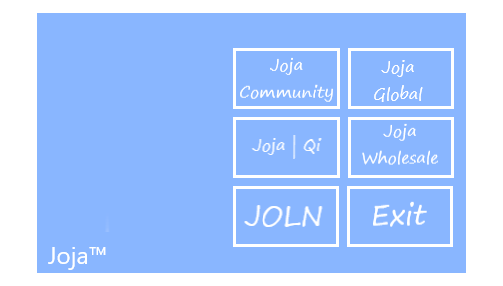 Joja
Community
Joja
Global
Joja | Qi
Joja
Wholesale
JOLN
Exit
Joja™